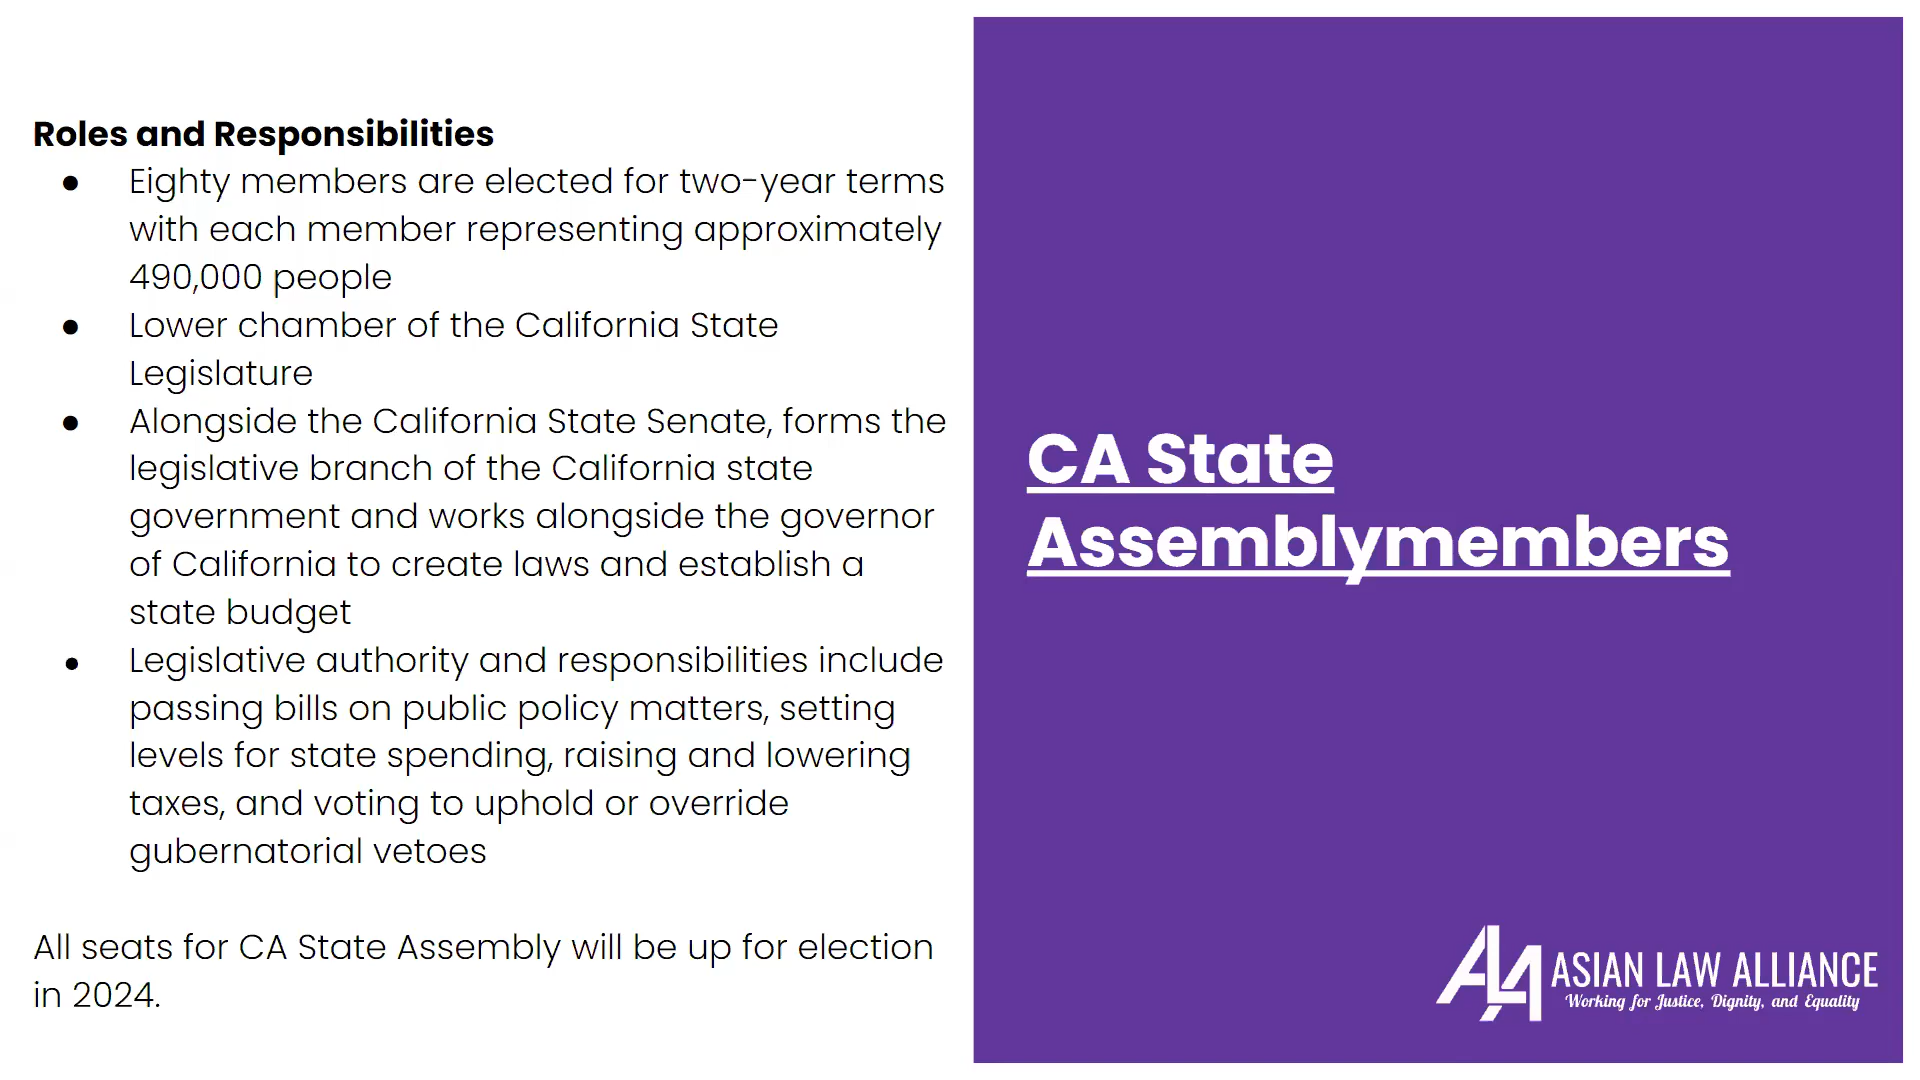 Roles and Responsibilities
● Eighty members are elected for two-year terms
with each member representing approximately
490,000 people
● Lower chamber of the California State
Legislature
● Alongside the California State Senate, forms the
legislative branch of the California state
government and works alongside the governor
of California to create laws and establish a
state budget
● Legislative authority and responsibilities include
passing bills on public policy matters, setting
levels for state spending, raising and lowering
taxes, and voting to uphold or override
gubernatorial vetoes
All seats for CA State Assembly will be up for election
in 2024.
CA State
Assemblymembers
ALA ASIAN LAW ALLIANCE
Working for Justice, Dignity, and Equality